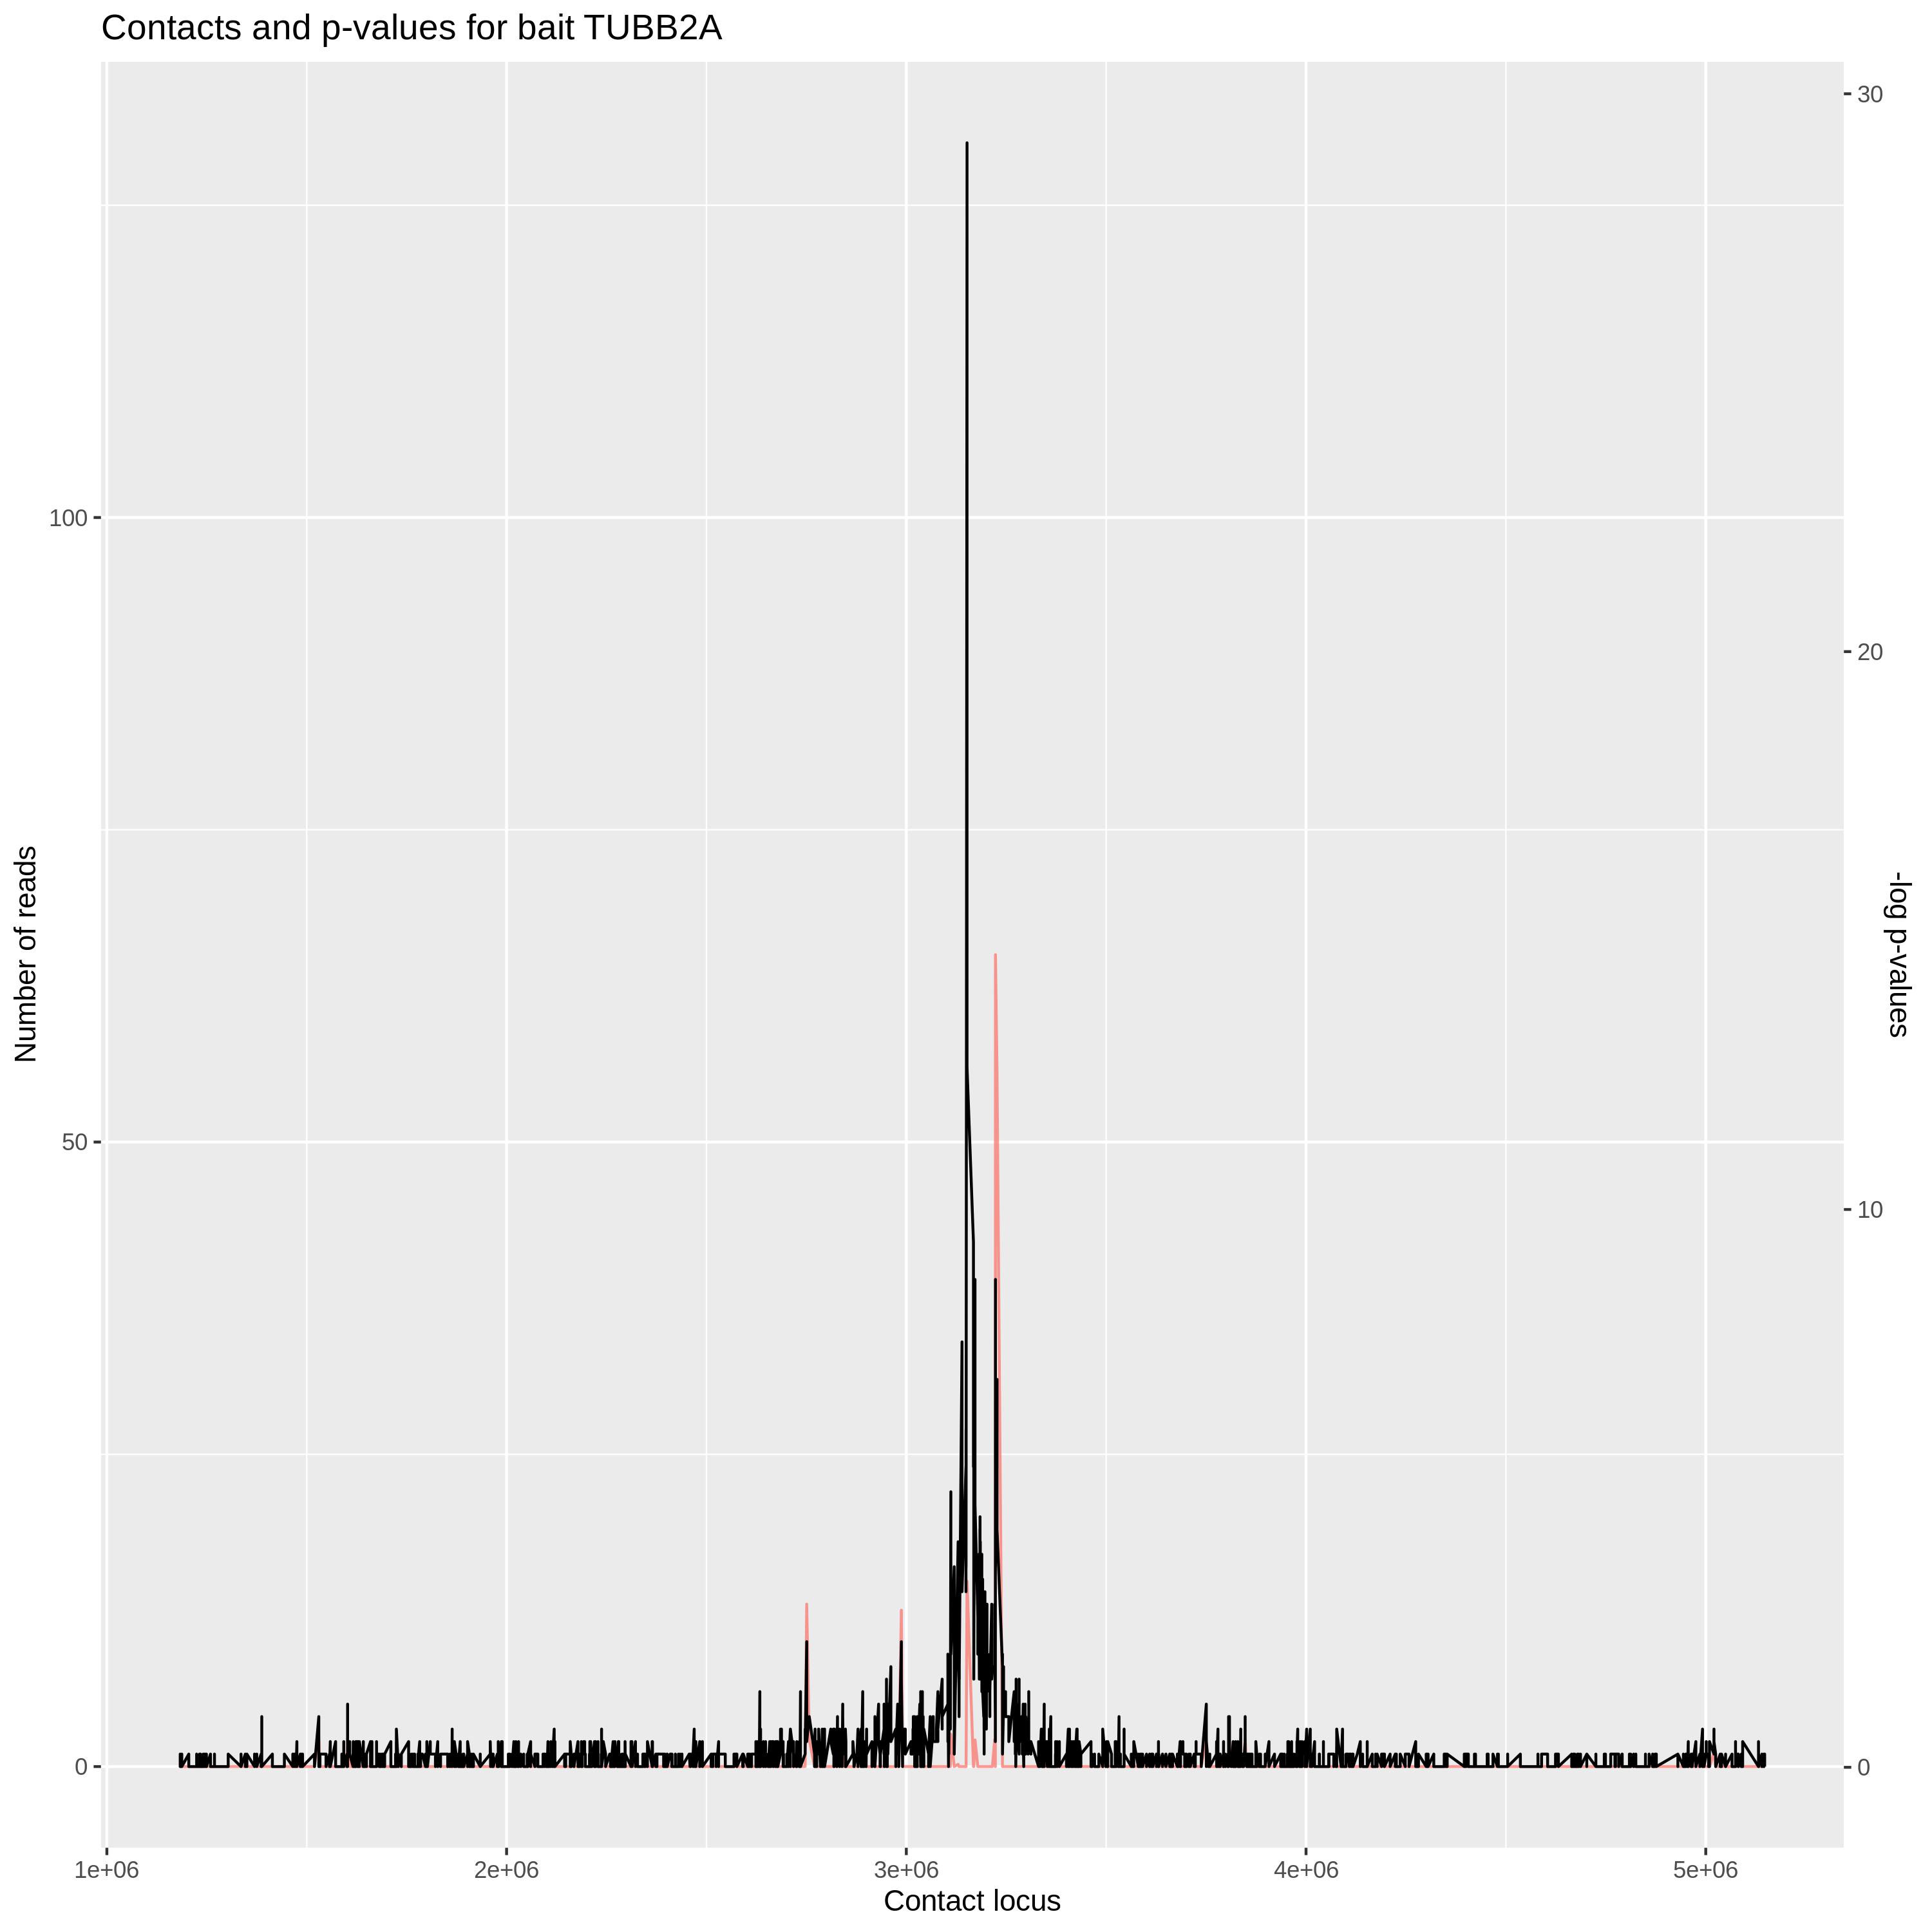 Contacts and p-values for bait TUBB2A
30
100
20
Number of reads
-log p-values
50
10
0
0
1e+06
2e+06
3e+06
4e+06
5e+06
Contact locus